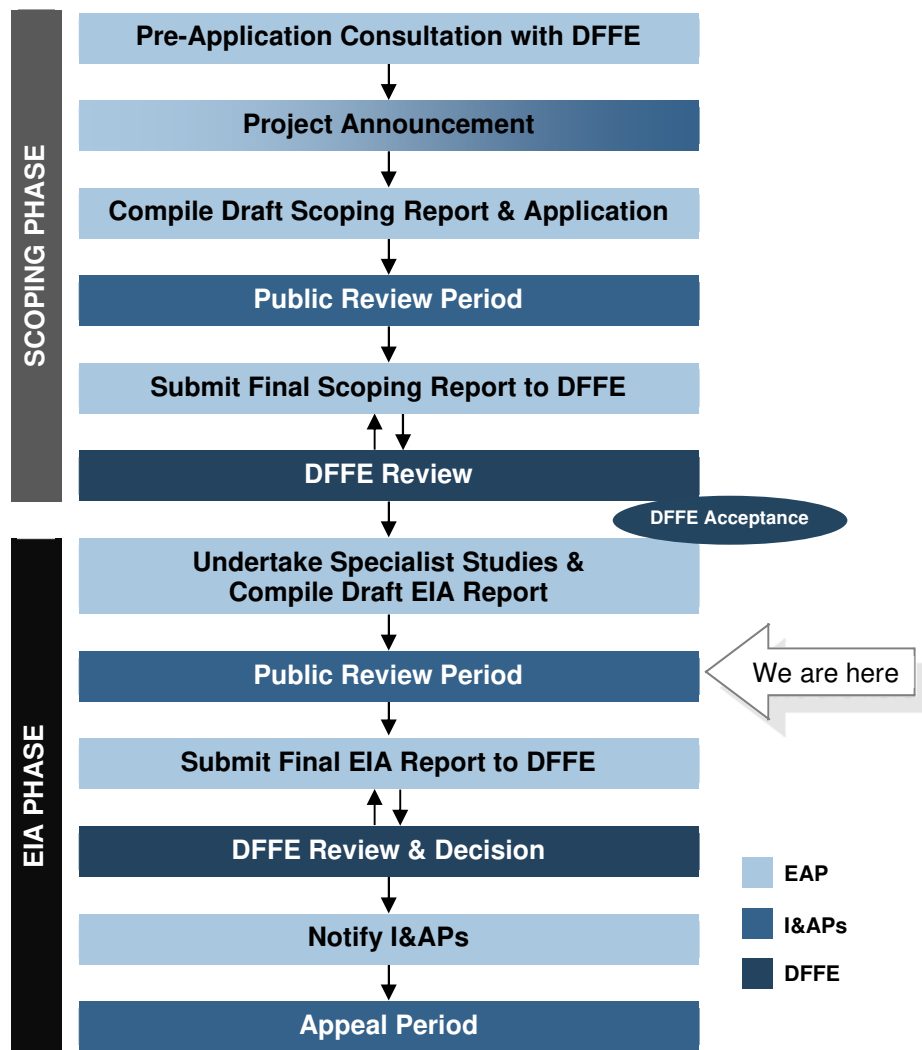 SCOPING PHASE
Pre-Application Consultation with DFFE
Project Announcement
Compile Draft Scoping Report & Application
Public Review Period
Submit Final Scoping Report to DFFE
DFFE Review
DFFE Acceptance
EIA PHASE
Undertake Specialist Studies &
Compile Draft EIA Report
Public Review Period
We are here
Submit Final EIA Report to DFFE
DFFE Review & Decision
Notify I&APs
Appeal Period
EAP
I&APs
DFFE